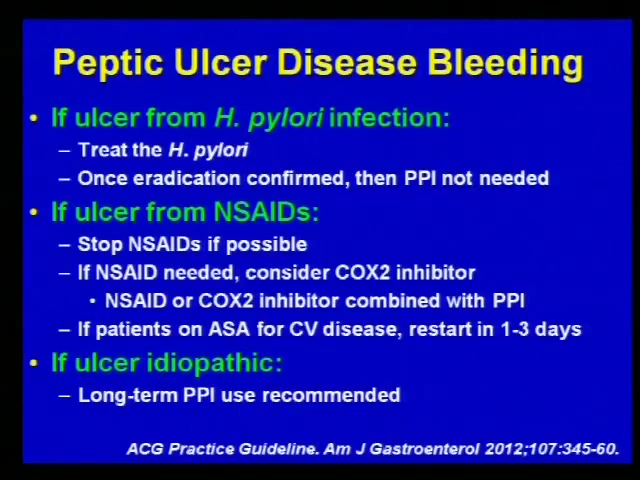 Peptic Ulcer Disease Bleeding
• If ulcer from H. pylori infection:
– Treat the H. pylori
– Once eradication confirmed, then PPI not needed
• If ulcer from NSAIDs:
– Stop NSAIDs if possible
– If NSAID needed, consider COX2 inhibitor
• NSAID or COX2 inhibitor combined with PPI
– If patients on ASA for CV disease, restart in 1-3 days
• If ulcer idiopathic:
– Long-term PPI use recommended
ACG Practice Guideline. Am J Gastroenterol 2012;107:345-60.